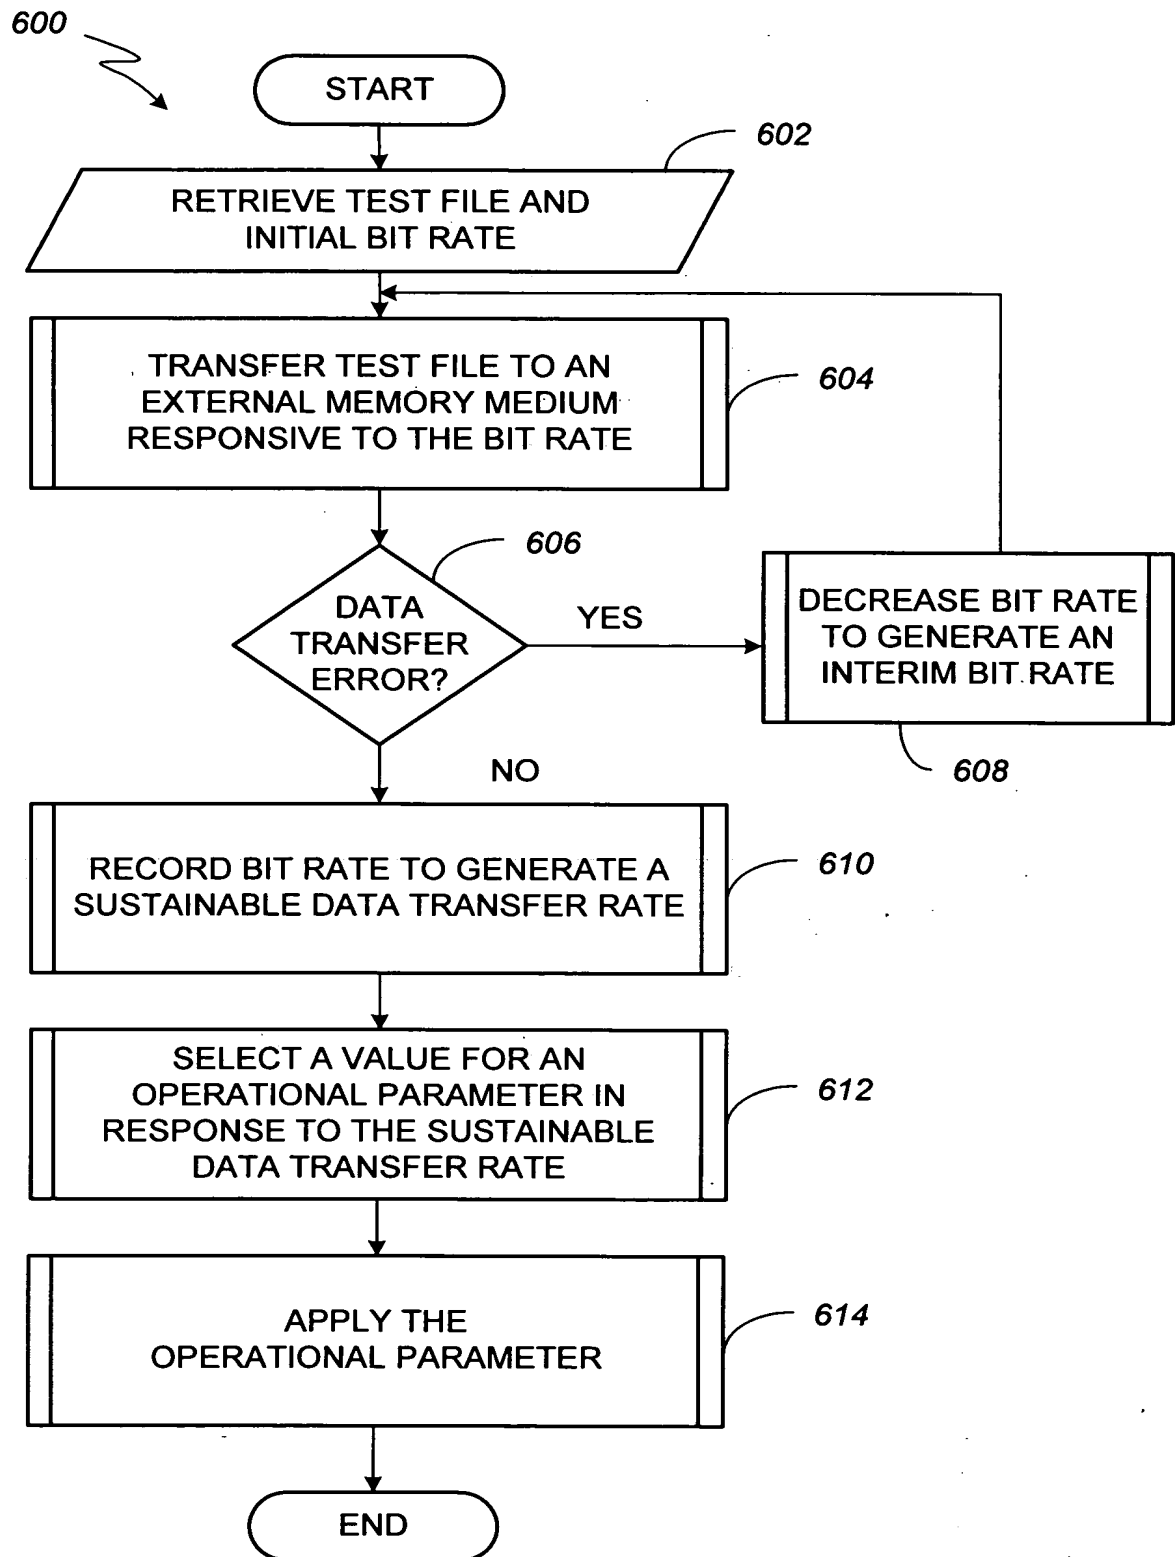 600
START
602
RETRIEVE TEST FILE AND
INITIAL BIT RATE
TRANSFER TEST FILE TO AN
EXTERNAL MEMORY MEDIUM
RESPONSIVE TO THE BIT RATE
604
606
DATA
TRANSFER
ERROR?
YES
DECREASE BIT RATE
TO GENERATE AN
INTERIM BIT RATE
608
NO
RECORD BIT RATE TO GENERATE A
SUSTAINABLE DATA TRANSFER RATE
610
SELECT A VALUE FOR AN
OPERATIONAL PARAMETER IN
RESPONSE TO THE SUSTAINABLE
DATA TRANSFER RATE
612
APPLY THE
OPERATIONAL PARAMETER
614
END